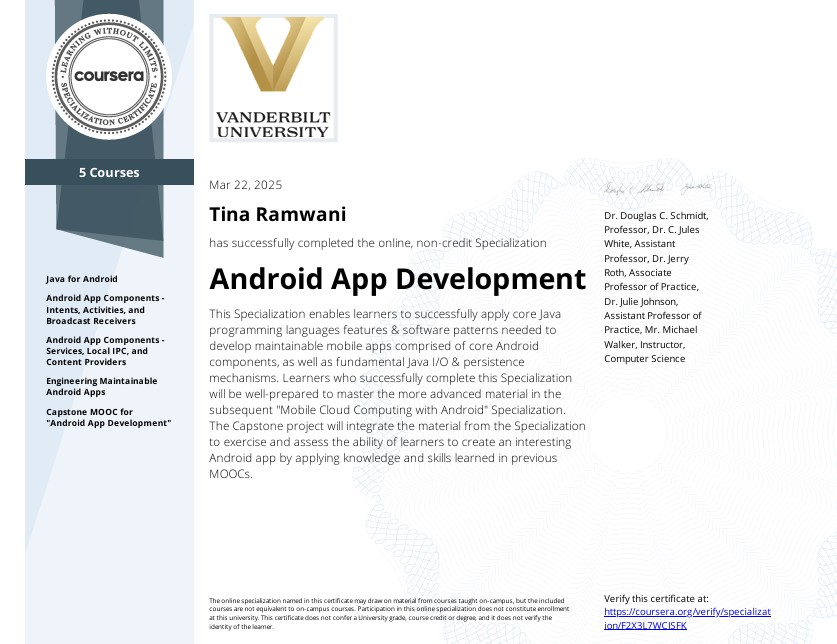 LEARNING WITHOUT LIMITS
coursera
SPECIALIZATION CERTIFICATE
5 Courses
Java for Android
Android App Components -
Intents, Activities, and
Broadcast Receivers
Android App Components -
Services, Local IPC, and
Content Providers
Engineering Maintainable
Android Apps
Capstone MOOC for
"Android App Development"
VANDERBILT
UNIVERSITY
Mar 22, 2025
Tina Ramwani
has successfully completed the online, non-credit Specialization
Android App Development
This Specialization enables learners to successfully apply core Java
programming languages features & software patterns needed to
develop maintainable mobile apps comprised of core Android
components, as well as fundamental Java I/O & persistence
mechanisms. Learners who successfully complete this Specialization
will be well-prepared to master the more advanced material in the
subsequent "Mobile Cloud Computing with Android" Specialization.
The Capstone project will integrate the material from the Specialization
to exercise and assess the ability of learners to create an interesting
Android app by applying knowledge and skills learned in previous
MOOCs.
Dr. Douglas C. Schmidt,
Professor, Dr. C. Jules
White, Assistant
Professor, Dr. Jerry
Roth, Associate
Professor of Practice,
Dr. Julie Johnson,
Assistant Professor of
Practice, Mr. Michael
Walker, Instructor,
Computer Science
The online specialization named in this certificate may draw on material from courses taught on-campus, but the included
courses are not equivalent to on-campus courses. Participation in this online specialization does not constitute enrollment
at this university. This certificate does not confer a University grade, course credit or degree, and it does not verify the
identity of the learner.
Verify this certificate at:
https://coursera.org/verify/specializat
ion/F2X3L7WCJSFK